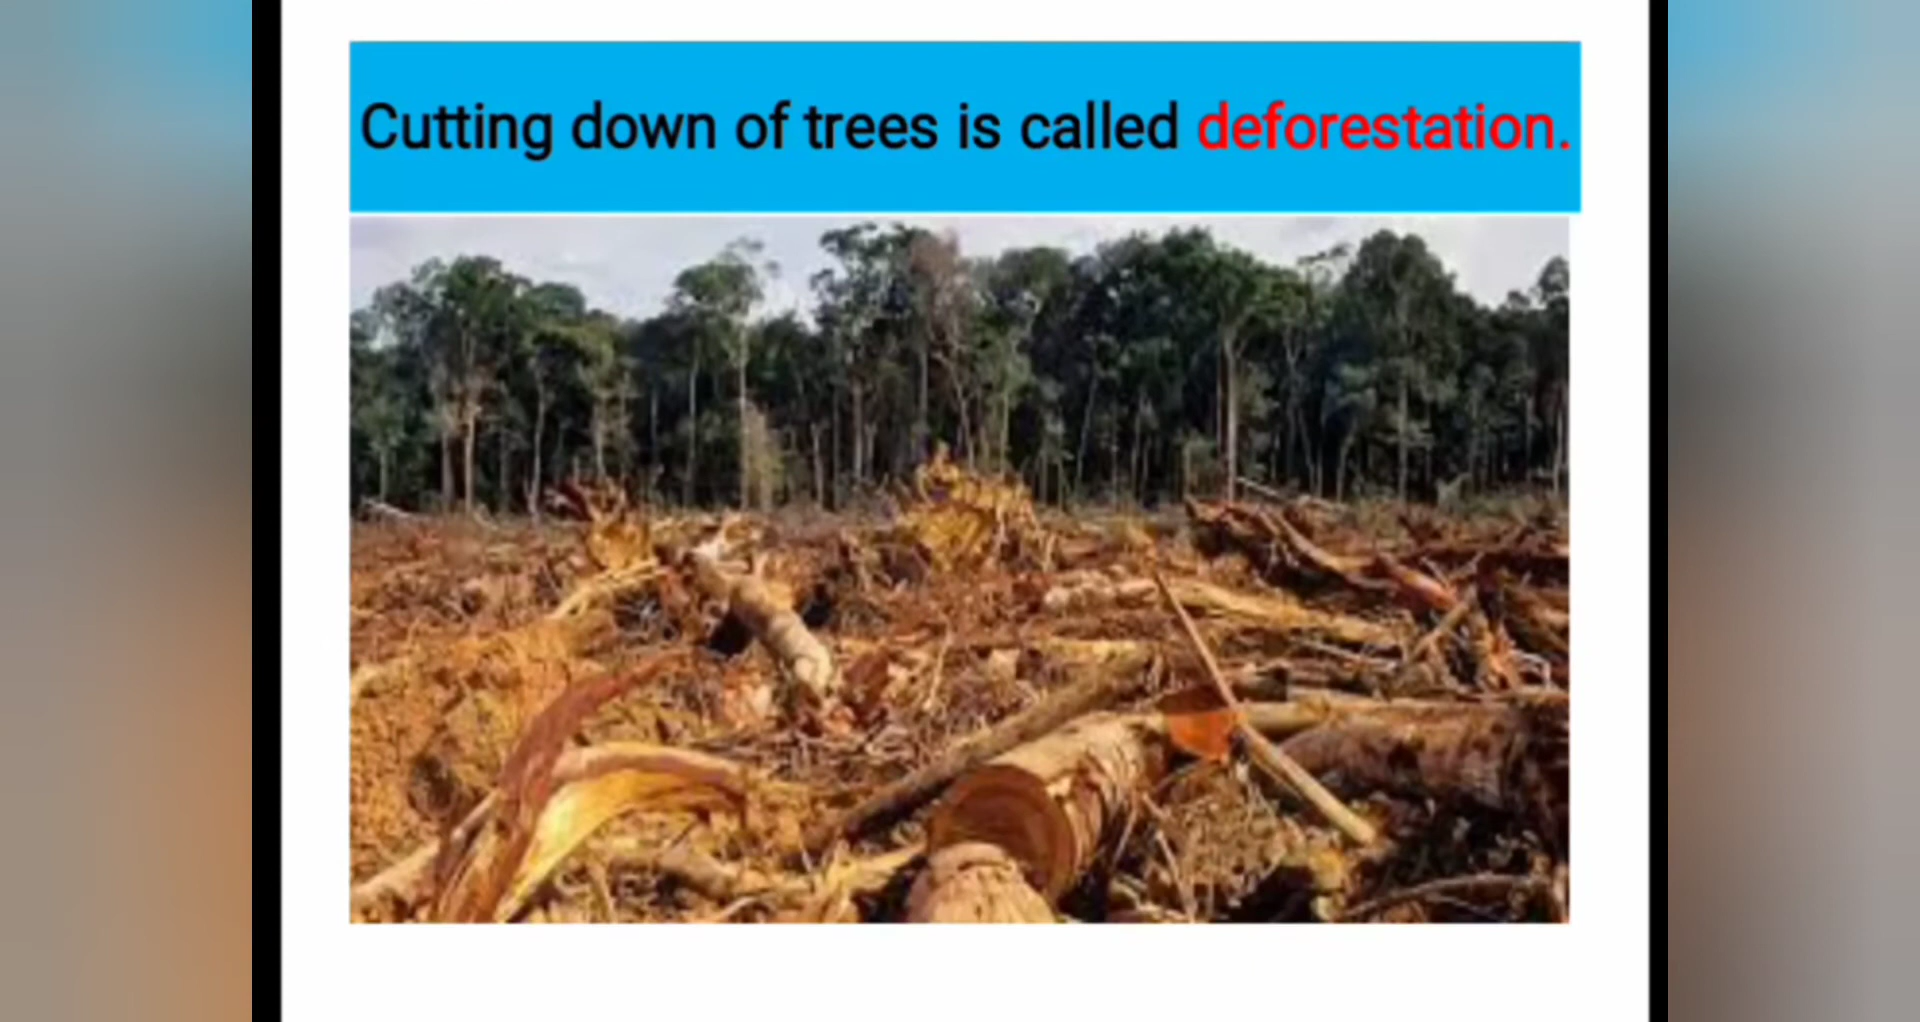 Cutting down of trees is called deforestation.